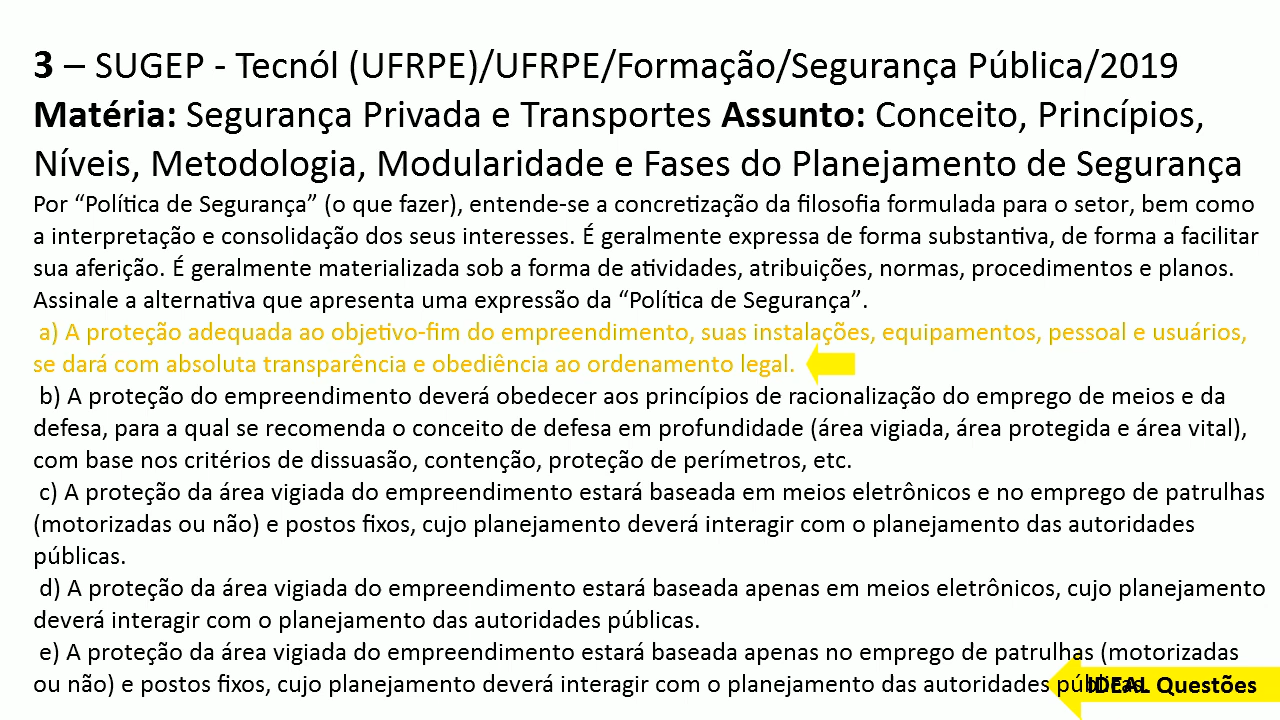 3 – SUGEP - Tecnól (UFRPE)/UFRPE/Formação/Segurança Pública/2019
Matéria: Segurança Privada e Transportes Assunto: Conceito, Princípios,
Níveis, Metodologia, Modularidade e Fases do Planejamento de Segurança
Por “Política de Segurança” (o que fazer), entende-se a concretização da filosofia formulada para o setor, bem como
a interpretação e consolidação dos seus interesses. É geralmente expressa de forma substantiva, de forma a facilitar
sua aferição. É geralmente materializada sob a forma de atividades, atribuições, normas, procedimentos e planos.
Assinale a alternativa que apresenta uma expressão da “Política de Segurança”.
a) A proteção adequada ao objetivo-fim do empreendimento, suas instalações, equipamentos, pessoal e usuários,
se dará com absoluta transparência e obediência ao ordenamento legal.
b) A proteção do empreendimento deverá obedecer aos princípios de racionalização do emprego de meios e da
defesa, para a qual se recomenda o conceito de defesa em profundidade (área vigiada, área protegida e área vital),
com base nos critérios de dissuasão, contenção, proteção de perímetros, etc.
c) A proteção da área vigiada do empreendimento estará baseada em meios eletrônicos e no emprego de patrulhas
(motorizadas ou não) e postos fixos, cujo planejamento deverá interagir com o planejamento das autoridades
públicas.
d) A proteção da área vigiada do empreendimento estará baseada apenas em meios eletrônicos, cujo planejamento
deverá interagir com o planejamento das autoridades públicas.
e) A proteção da área vigiada do empreendimento estará baseada apenas no emprego de patrulhas (motorizadas
ou não) e postos fixos, cujo planejamento deverá interagir com o planejamento das autoridades públicas.
IDEAL Questões